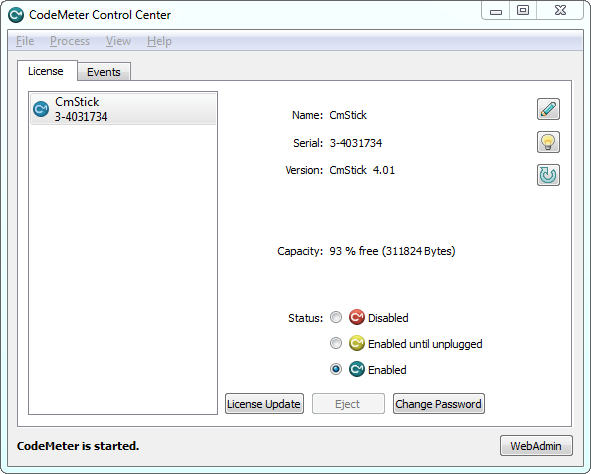 CodeMeter Control Center
File Process View Help
License Events
CmStick
3-4031734
Name: CmStick
Serial: 3-4031734
Version: CmStick 4.01
Capacity: 93 % free (311824 Bytes)
Status: Disabled
Enabled until unplugged
Enabled
License Update Eject Change Password
CodeMeter is started. WebAdmin